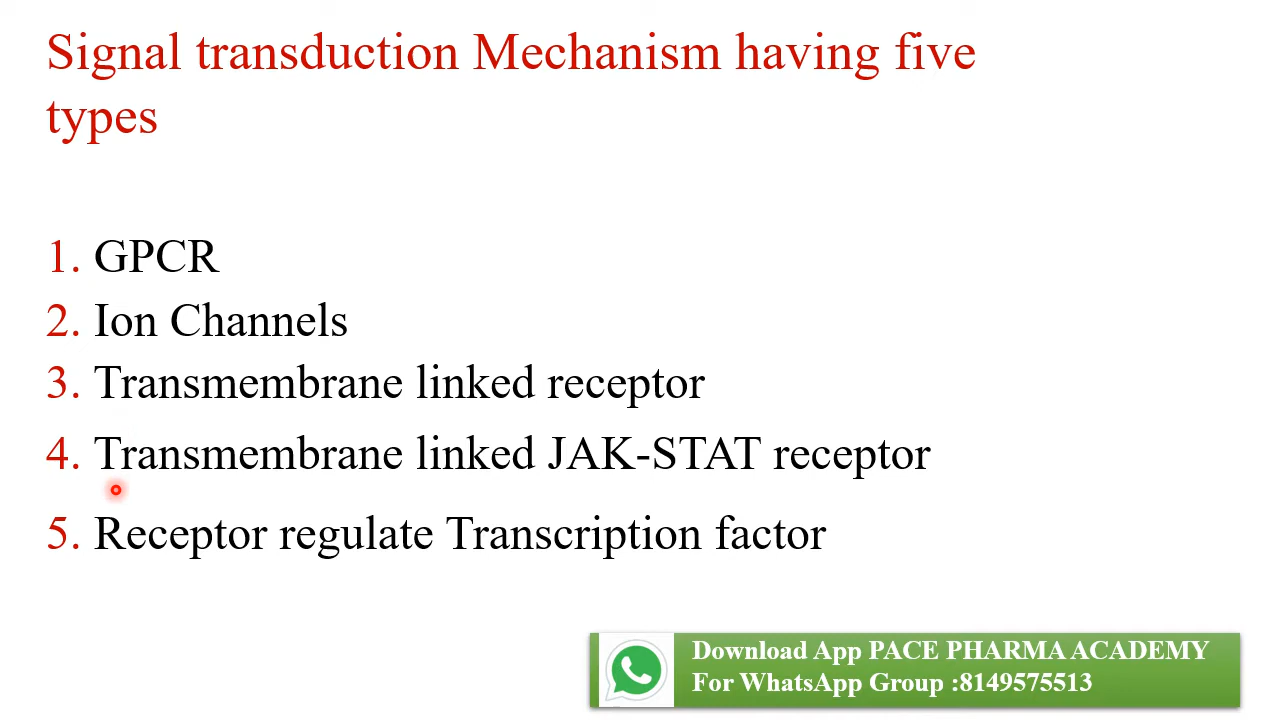 Signal transduction Mechanism having five
types
1. GPCR
2. Ion Channels
3. Transmembrane linked receptor
4. Transmembrane linked JAK-STAT receptor
5. Receptor regulate Transcription factor
Download App PACE PHARMA ACADEMY
For WhatsApp Group :8149575513